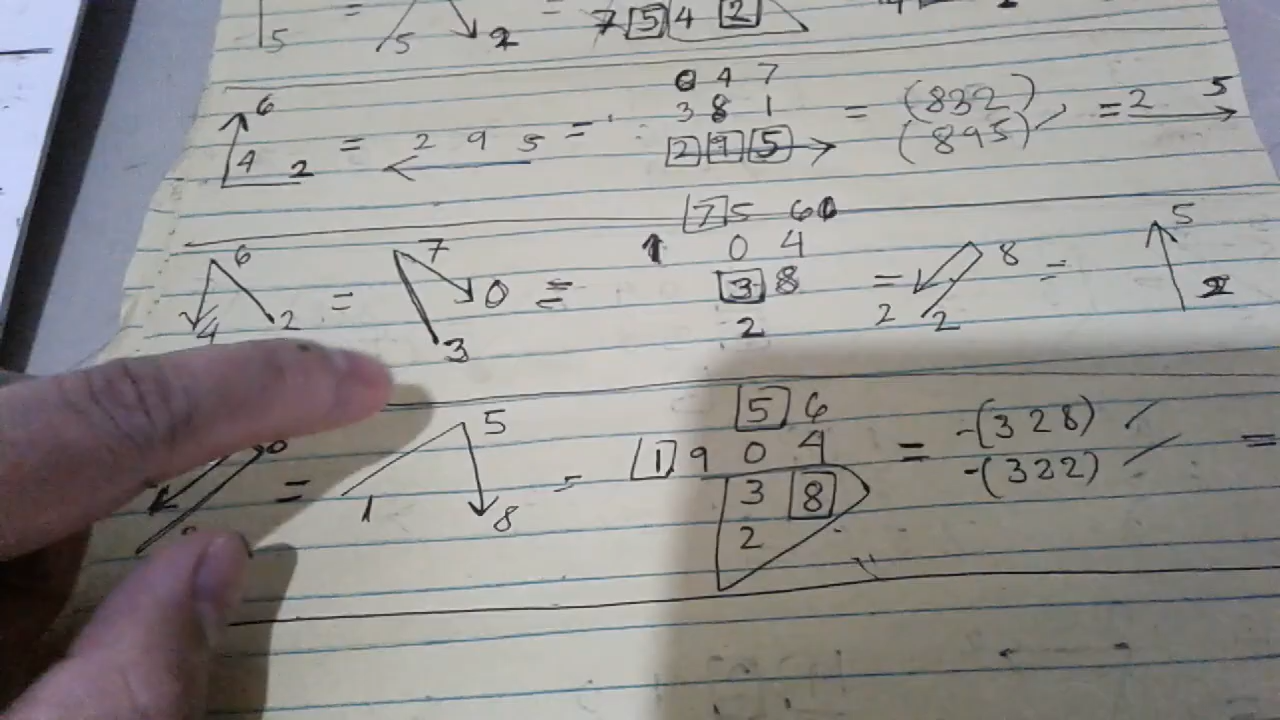 5 = 5 2 = 7 5 4 2
6 0 4 7
4 2 = 2 9 5 = 3 8 1 = (832) = 2 5
2 9 5 (895)
7 5 6
6 7 1 0 4 8 5
4 2 = 3 0 = 3 8 = 2 2 = 2
2
5 5 6 -(328)
= 1 8 = 1 9 0 4 = -(322) =
3 8
2